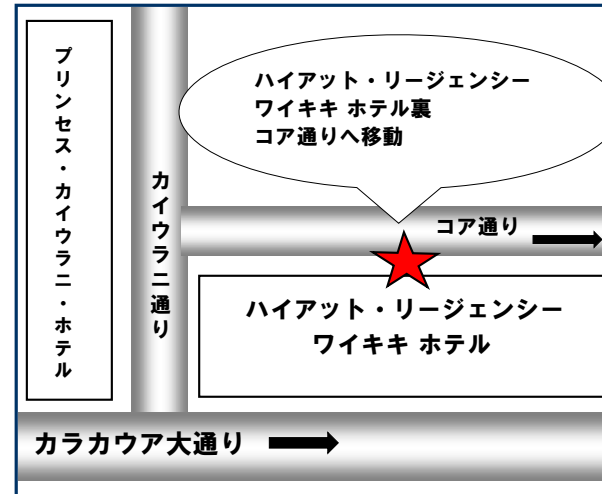 プリンセス・カイウラニ・ホテル
カイウラニ通り
ハイアット・リージェンシー
ワイキキ ホテル裏
コア通りへ移動
コア通り
ハイアット・リージェンシー
ワイキキ ホテル
カラカウア大通り